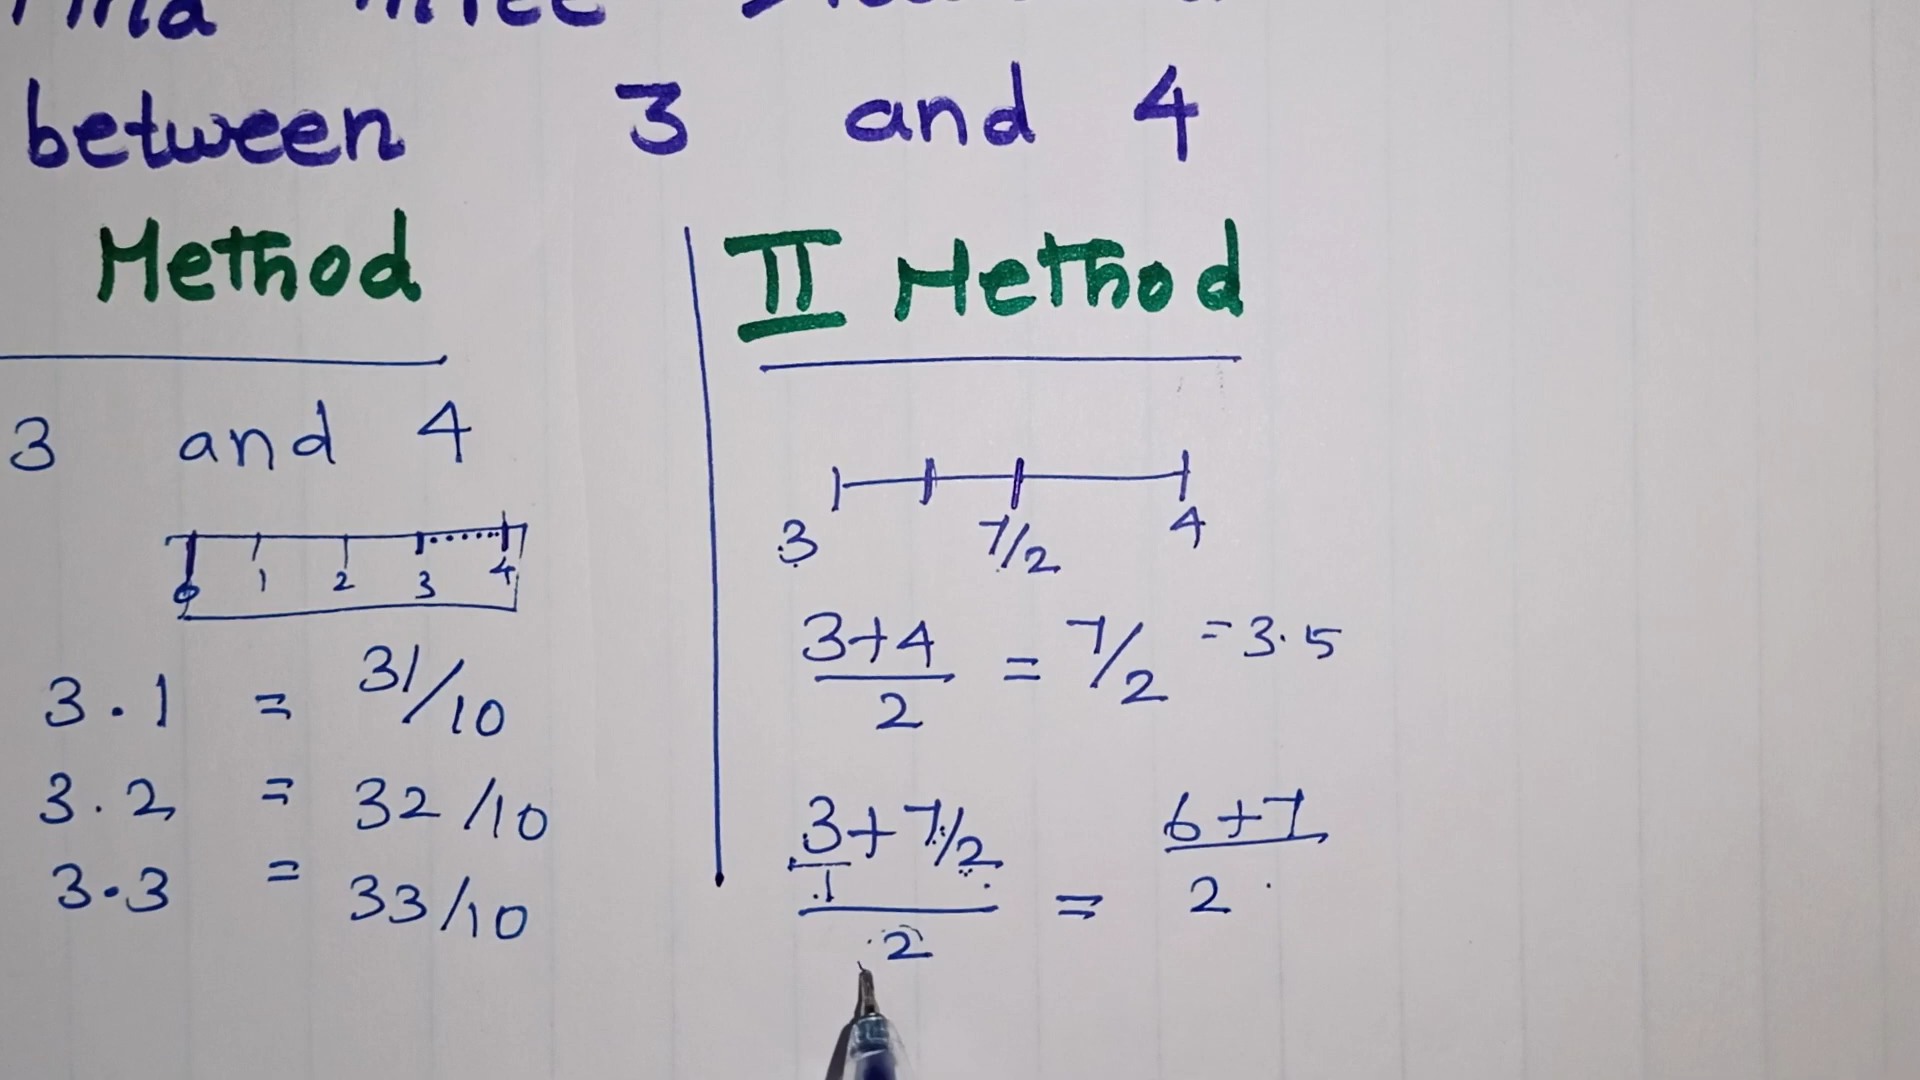 between 3 and 4
Method
3 and 4
0 1 2 3 4
3.1 = 31/10
3.2 = 32/10
3.3 = 33/10
II Method
3 7/2 4
3+4/2 = 7/2 = 3.5
3/1+7/2/2 = 6+7/2